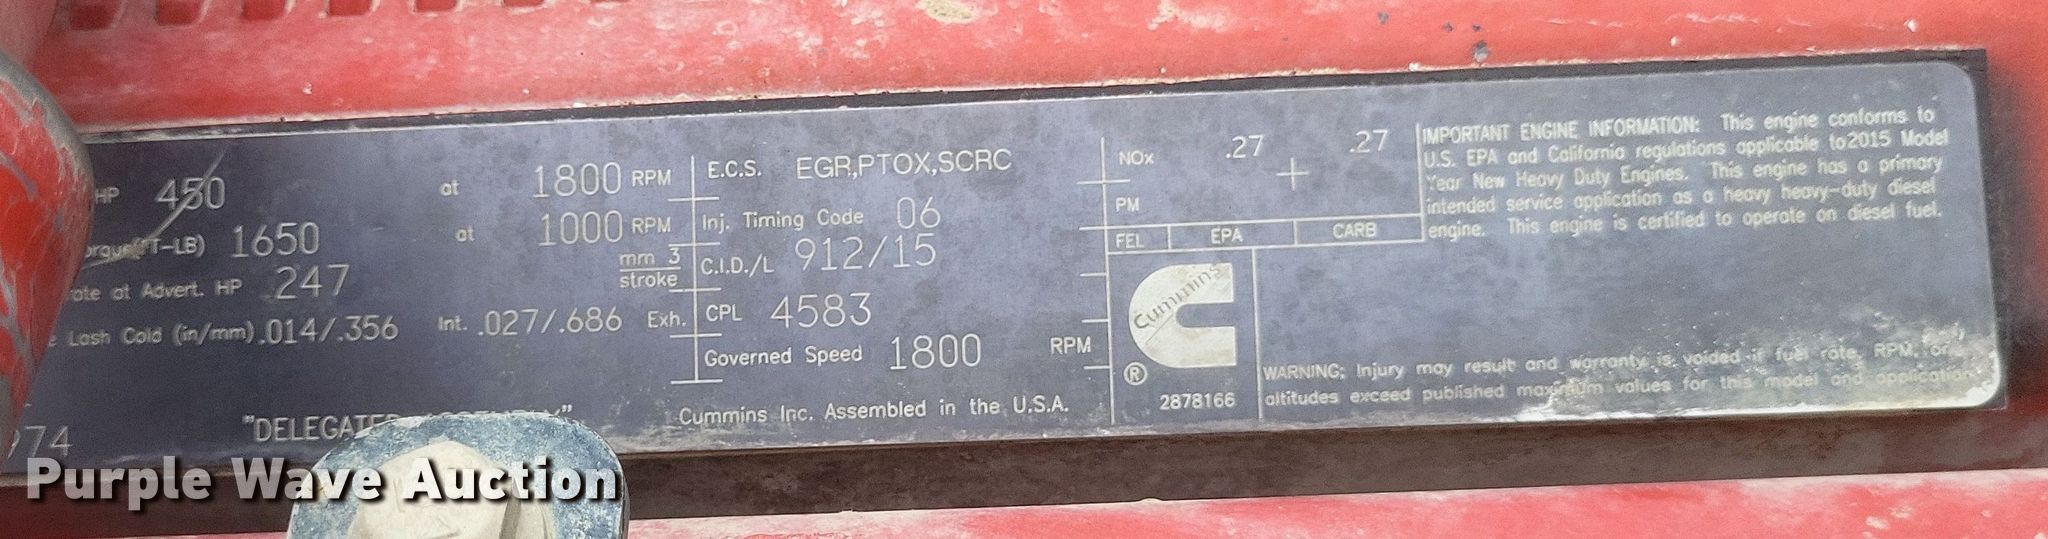 HP 450 at 1800 RPM
(FT-LB) 1650 at 1000 RPM
at Advert. HP 247 mm 3
stroke
Lash Cold (in/mm) .014/.356 Int. .027/.686 Exh.
974
E.C.S. EGR,PTOX,SCRC
Inj. Timing Code 06
C.I.D./L 912/15
CPL 4583
Governed Speed 1800 RPM
Cummins Inc. Assembled in the U.S.A.
NOx .27 + .27
PM
FEL EPA CARB
Cummins
®
2878166
IMPORTANT ENGINE INFORMATION: This engine conforms to
U.S. EPA and California regulations applicable to2015 Model
Year New Heavy Duty Engines. This engine has a primary
intended service application as a heavy heavy-duty diesel
engine. This engine is certified to operate on diesel fuel.
WARNING: Injury may result and warranty is voided if fuel rate, RPM, or
altitudes exceed published maximum values for this model and application
Purple Wave Auction